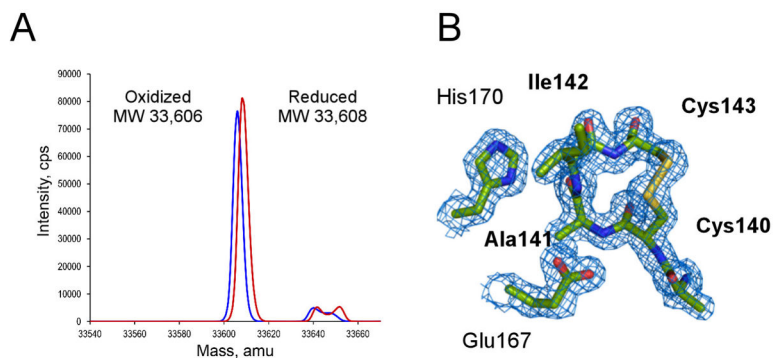 A
B
Oxidized
MW 33,606
Reduced
MW 33,608
Intensity, cps
90000
80000
70000
60000
50000
40000
30000
20000
10000
0
33540
33560
33580
33600
33620
33640
33660
Mass, amu
His170
Ile142
Cys143
Ala141
Cys140
Glu167